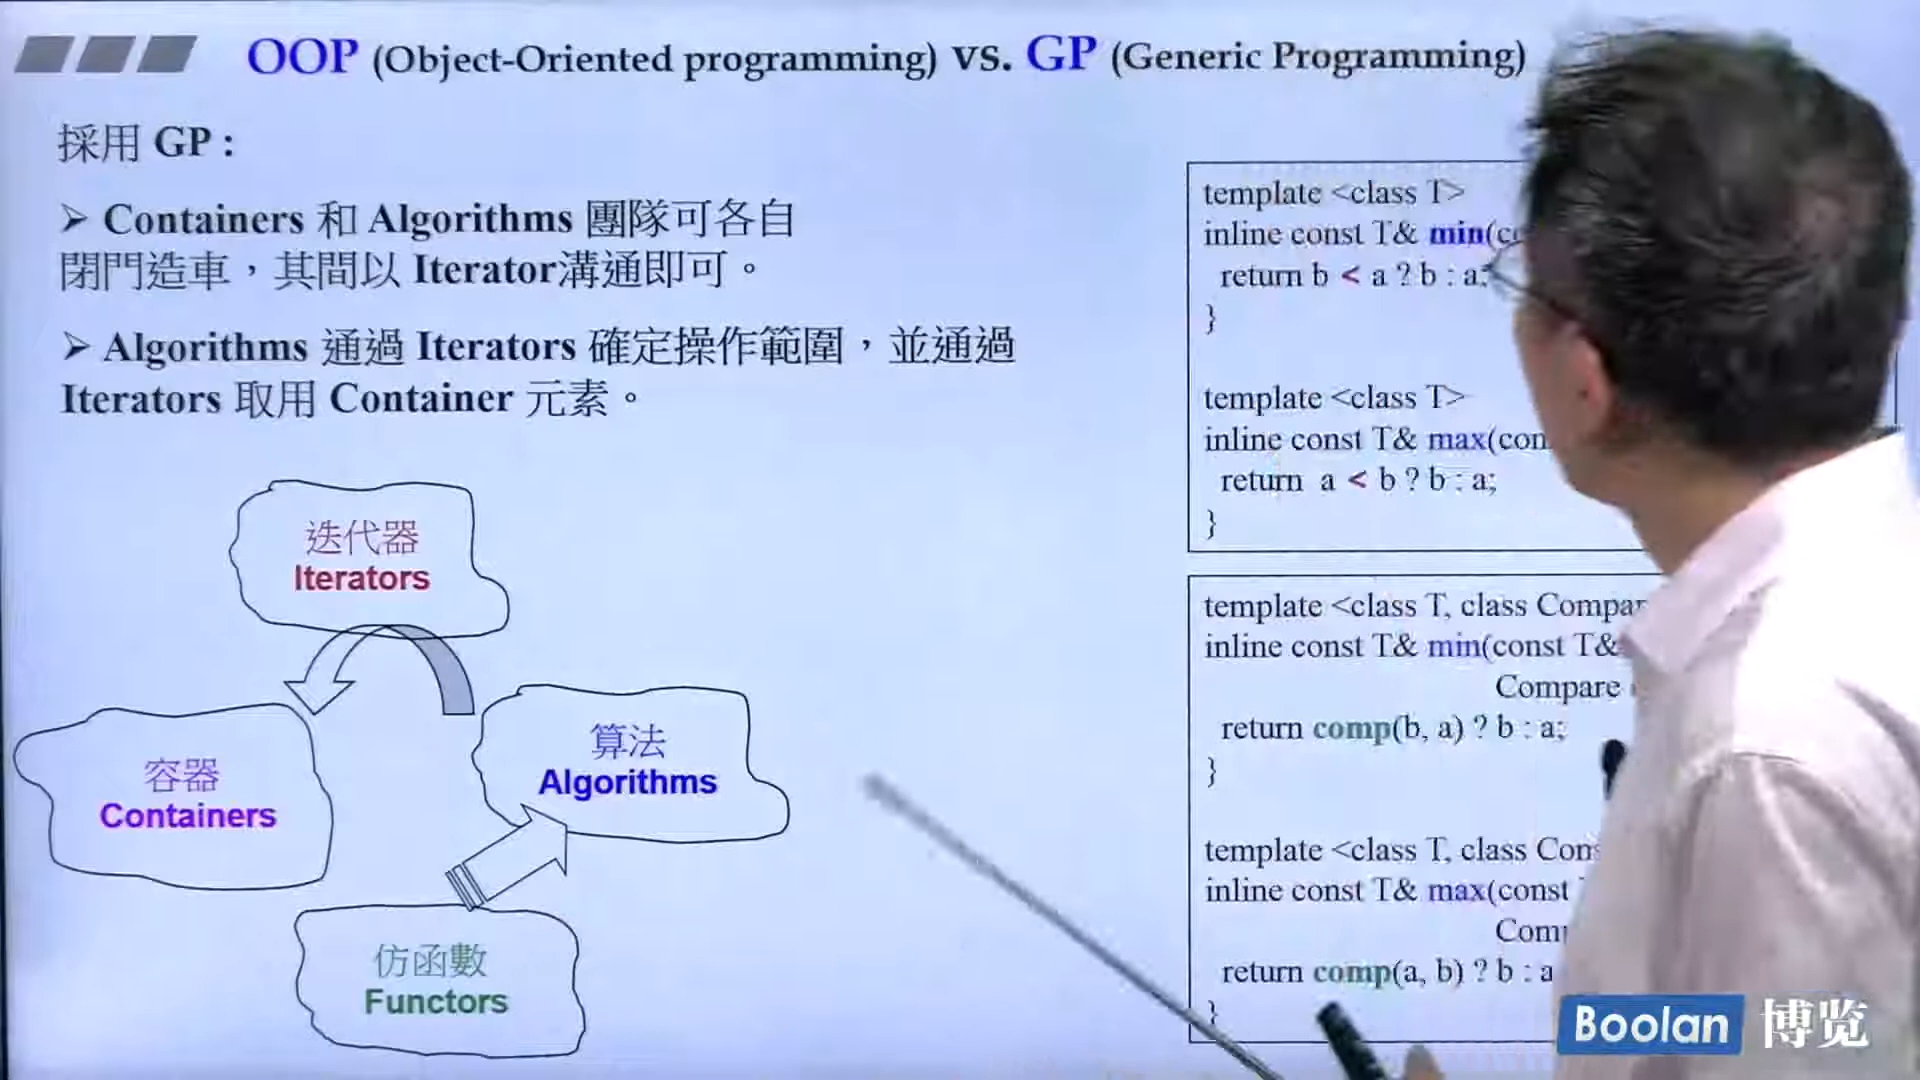 OOP (Object-Oriented programming) vs. GP (Generic Programming)
採用 GP :
➢ Containers 和 Algorithms 團隊可各自
閉門造車，其間以 Iterator溝通即可。
➢ Algorithms 通過 Iterators 確定操作範圍，並通過
Iterators 取用 Container 元素。
迭代器
Iterators
容器
Containers
算法
Algorithms
仿函數
Functors
template <class T>
inline const T& min(
return b < a ? b : a;
}
template <class T>
inline const T& max(con
return a < b ? b : a;
}
template <class T, class Compar
inline const T& min(const T&
Compare
return comp(b, a) ? b : a;
}
template <class T, class Com
inline const T& max(const
Comp
return comp(a, b) ? b : a
}
Boolan 博览